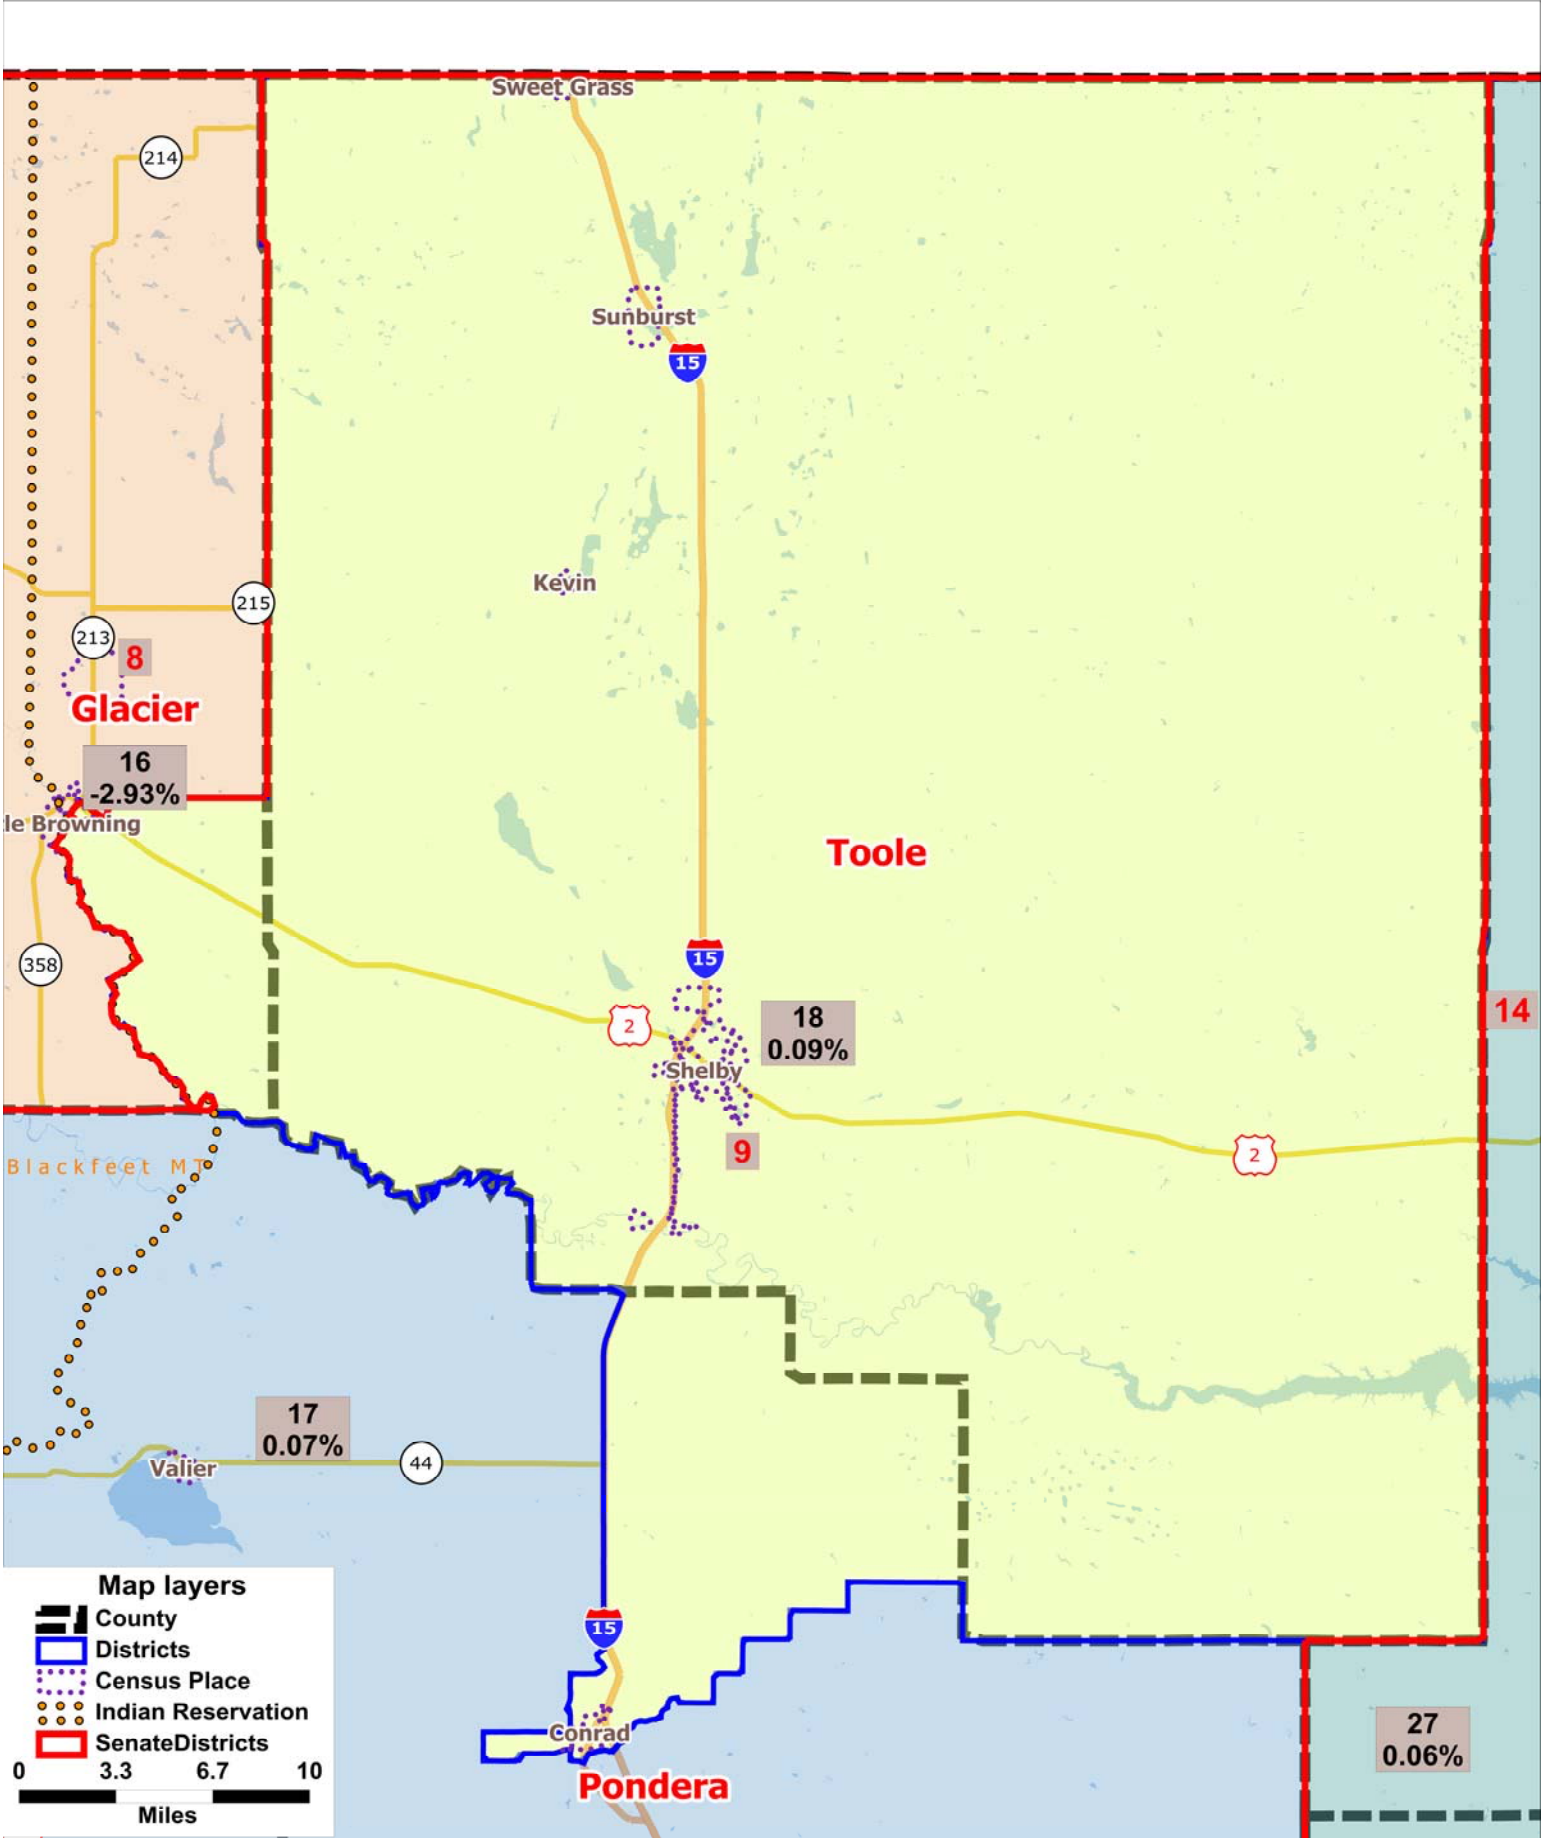 Sweet Grass
214
Sunburst
15
Kevin
215
213
8
Glacier
16
-2.93%
le Browning
Toole
15
358
14
18
0.09%
2
Shelby
9
2
Blackfeet MT
17
0.07%
44
Valier
15
Conrad
Pondera
27
0.06%
Map layers
County
Districts
Census Place
Indian Reservation
SenateDistricts
0 3.3 6.7 10
Miles